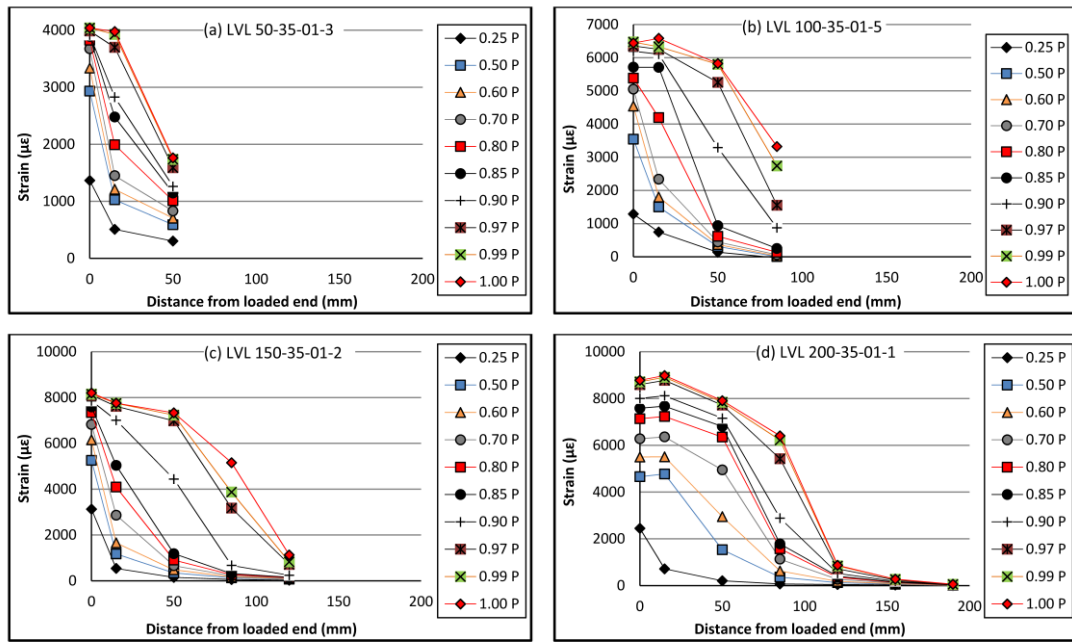 (a) LVL 50-35-01-3
4000
3000
2000
1000
0
Strain (με)
0 50 100 150 200
Distance from loaded end (mm)
0.25 P
0.50 P
0.60 P
0.70 P
0.80 P
0.85 P
0.90 P
0.97 P
0.99 P
1.00 P
(b) LVL 100-35-01-5
7000
6000
5000
4000
3000
2000
1000
0
Strain (με)
0 50 100 150 200
Distance from loaded end (mm)
0.25 P
0.50 P
0.60 P
0.70 P
0.80 P
0.85 P
0.90 P
0.97 P
0.99 P
1.00 P
(c) LVL 150-35-01-2
10000
8000
6000
4000
2000
0
Strain (με)
0 50 100 150 200
Distance from loaded end (mm)
0.25 P
0.50 P
0.60 P
0.70 P
0.80 P
0.85 P
0.90 P
0.97 P
0.99 P
1.00 P
(d) LVL 200-35-01-1
10000
8000
6000
4000
2000
0
Strain (με)
0 50 100 150 200
Distance from loaded end (mm)
0.25 P
0.50 P
0.60 P
0.70 P
0.80 P
0.85 P
0.90 P
0.97 P
0.99 P
1.00 P